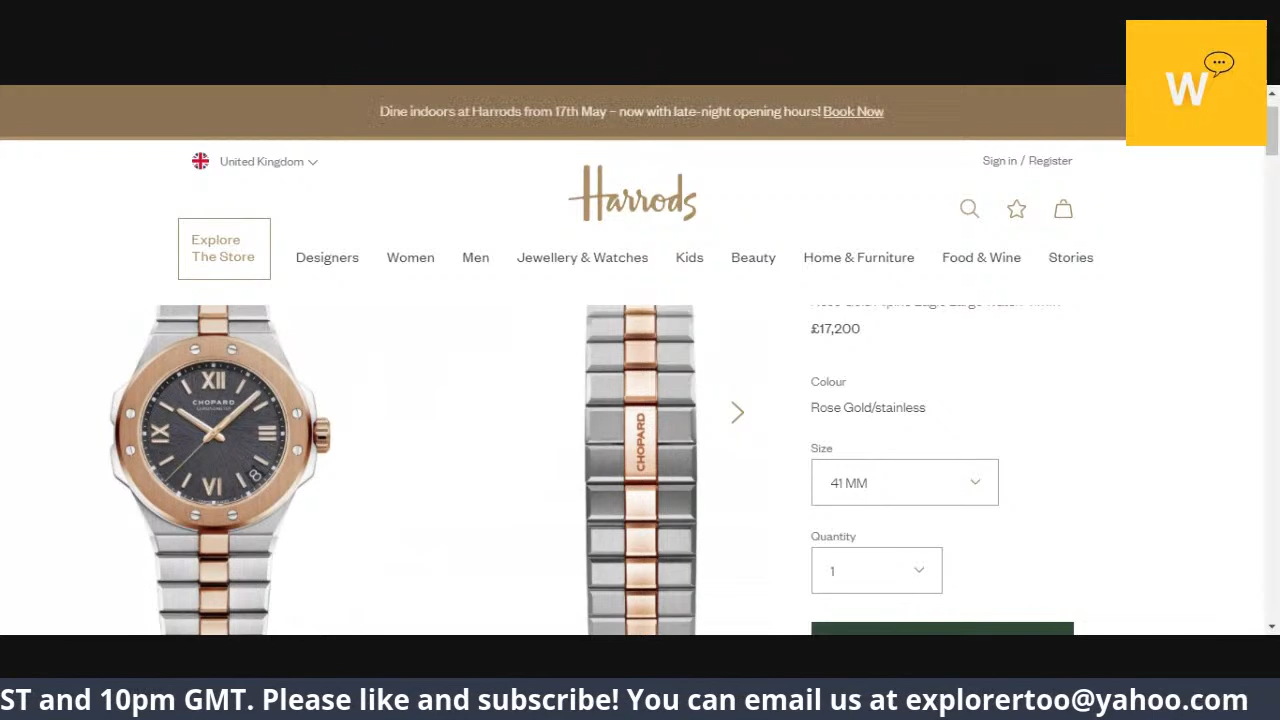 W
Dine indoors at Harrods from 17th May – now with late-night opening hours! Book Now
United Kingdom
Sign in / Register
Harrods
Explore
The Store
Designers Women Men Jewellery & Watches Kids Beauty Home & Furniture Food & Wine Stories
£17,200
Colour
Rose Gold/stainless
Size
41 MM
Quantity
1
XII
CHOPARD
VI
8
CHOPARD
ST and 10pm GMT. Please like and subscribe! You can email us at explorertoo@yahoo.com